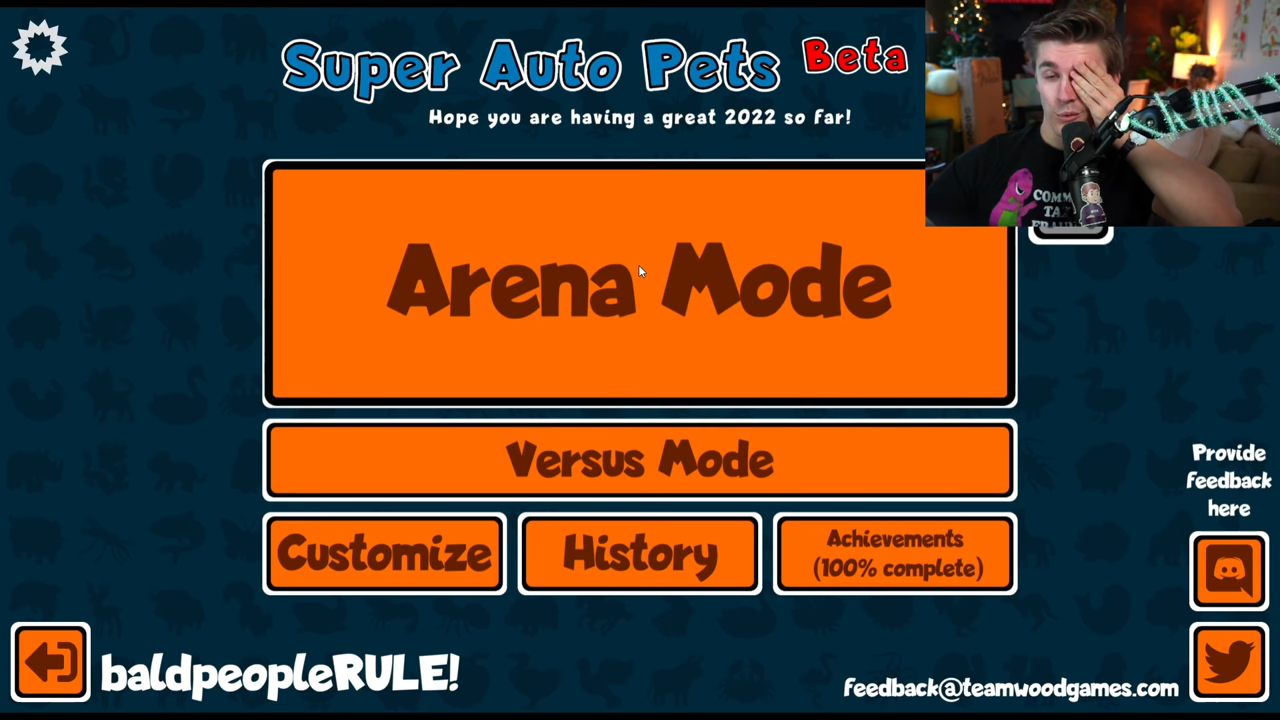 Super Auto Pets Beta
Hope you are having a great 2022 so far!
Arena Mode
Versus Mode
Customize
History
Achievements
(100% complete)
Provide
feedback
here
baldpeopleRULE!
feedback@teamwoodgames.com
TAX